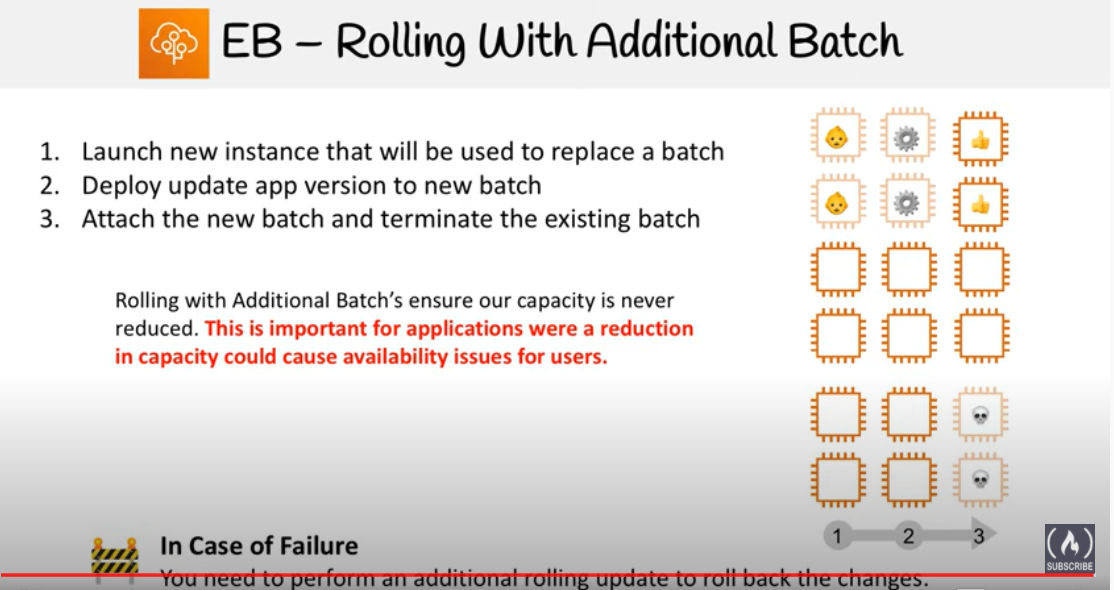 EB – Rolling With Additional Batch
1. Launch new instance that will be used to replace a batch
2. Deploy update app version to new batch
3. Attach the new batch and terminate the existing batch
Rolling with Additional Batch’s ensure our capacity is never
reduced. This is important for applications were a reduction
in capacity could cause availability issues for users.
1 2 3
In Case of Failure
You need to perform an additional rolling update to roll back the changes.
SUBSCRIBE